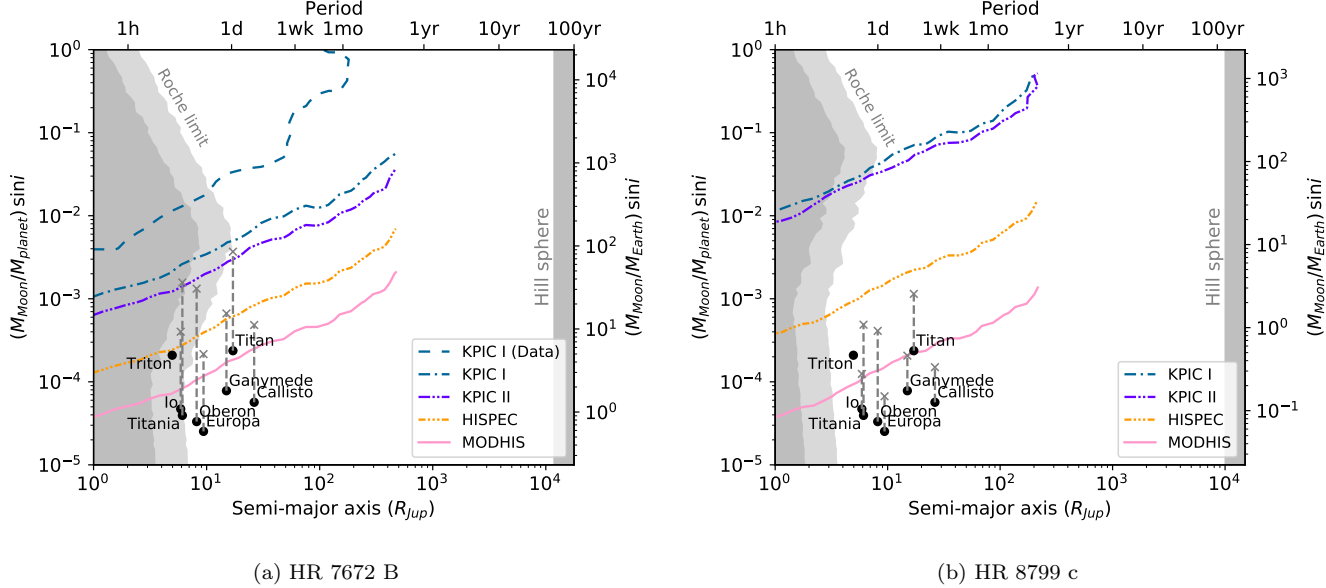 Period
1h 1d 1wk 1mo 1yr 10yr 100yr
10^0
10^-1
10^-2
10^-3
10^-4
10^-5
(M_Moon/M_planet) sini
Roche limit
Hill sphere
10^4
10^3
10^2
10^1
10^0
(M_Moon/M_Earth) sini
Triton
Titan
Io
Ganymede
Callisto
Titania
Oberon
Europa
KPIC I (Data)
KPIC I
KPIC II
HISPEC
MODHIS
10^0 10^1 10^2 10^3 10^4
Semi-major axis (R_Jup)
(a) HR 7672 B
Period
1h 1d 1wk 1mo 1yr 10yr 100yr
10^0
10^-1
10^-2
10^-3
10^-4
10^-5
(M_Moon/M_planet) sini
Roche limit
Hill sphere
10^3
10^2
10^1
10^0
10^-1
(M_Moon/M_Earth) sini
Triton
Titan
Io
Ganymede
Callisto
Titania
Oberon
Europa
KPIC I
KPIC II
HISPEC
MODHIS
10^0 10^1 10^2 10^3 10^4
Semi-major axis (R_Jup)
(b) HR 8799 c